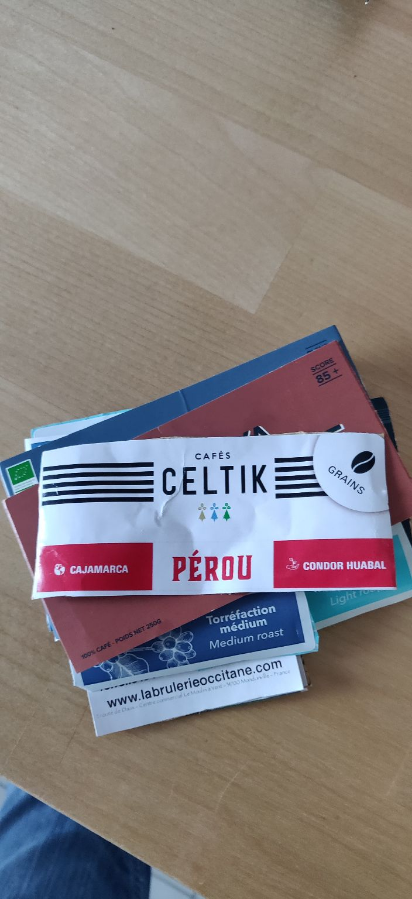 SCORE
85+
CAFÉS
CELTIK
GRAINS
CAJAMARCA
PÉROU
CONDOR HUABAL
100% CAFÉ - POIDS NET 250G
Torréfaction
médium
Medium roast
Light
www.labrulerieoccitane.com